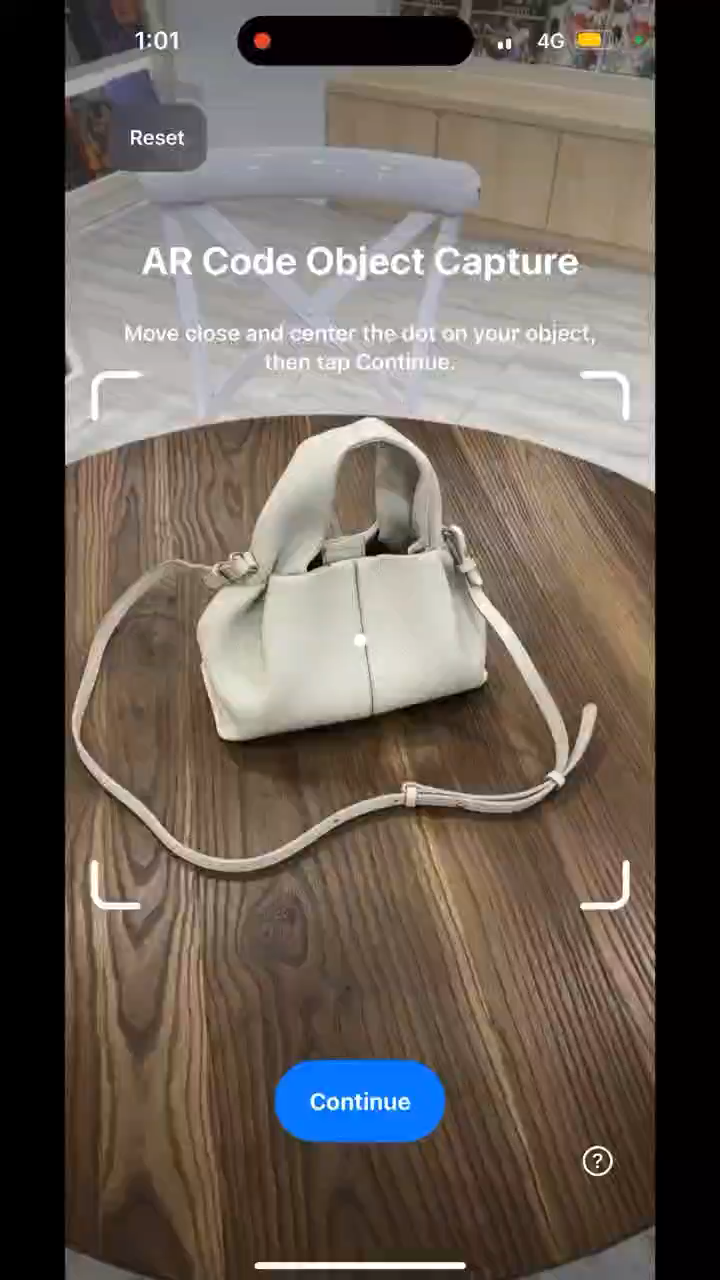 1:01
4G
Reset
AR Code Object Capture
Move close and center the dot on your object,
then tap Continue.
Continue
?